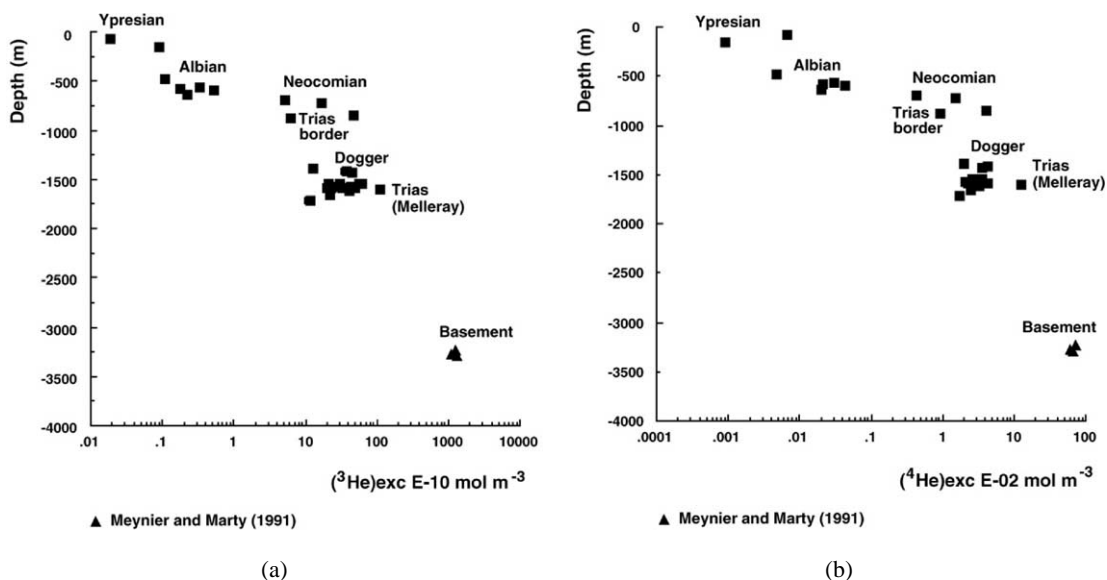 Ypresian
Albian
Neocomian
Trias
border
Dogger
Trias
(Melleray)
Basement
Depth (m)
0
-500
-1000
-1500
-2000
-2500
-3000
-3500
-4000
.01
.1
1
10
100
1000
10000
(³He)exc E-10 mol m⁻³
▲ Meynier and Marty (1991)
(a)
Ypresian
Albian
Neocomian
Trias
border
Dogger
Trias
(Melleray)
Basement
Depth (m)
0
-500
-1000
-1500
-2000
-2500
-3000
-3500
-4000
.0001
.001
.01
.1
1
10
100
(⁴He)exc E-02 mol m⁻³
▲ Meynier and Marty (1991)
(b)